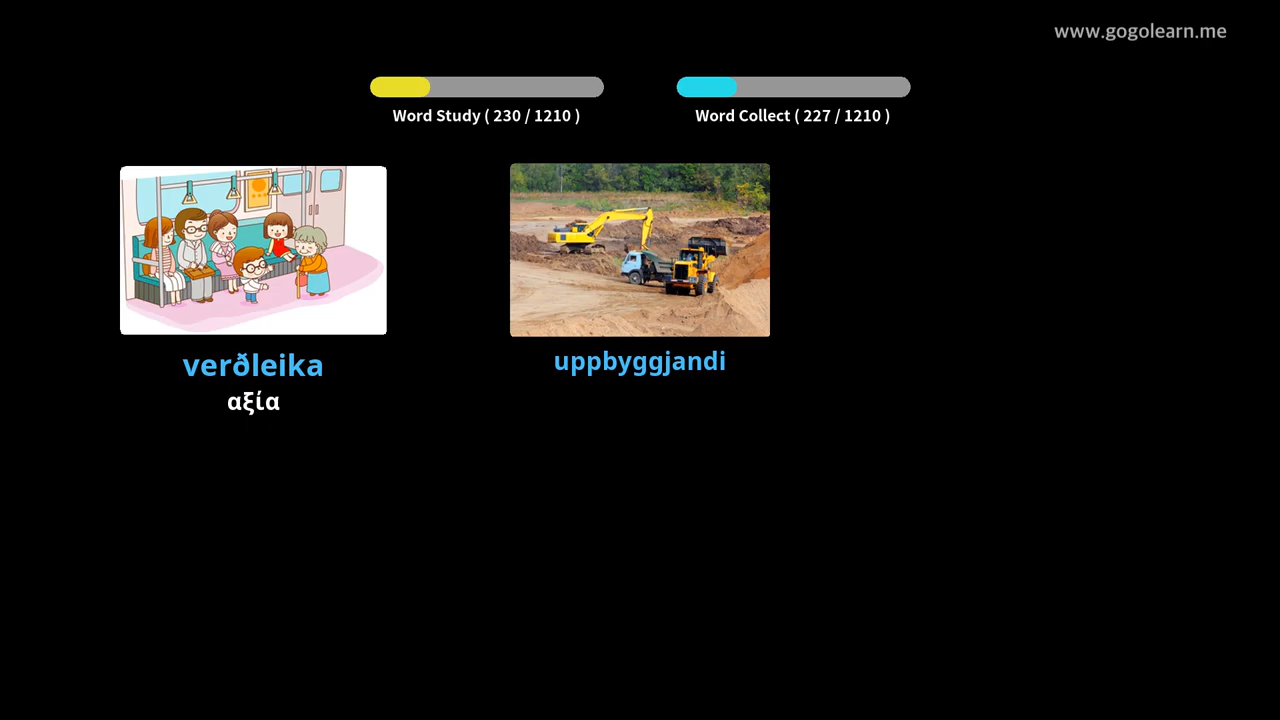 www.gogolearn.me
Word Study ( 230 / 1210 )
Word Collect ( 227 / 1210 )
verðleika
αξία
uppbyggjandi